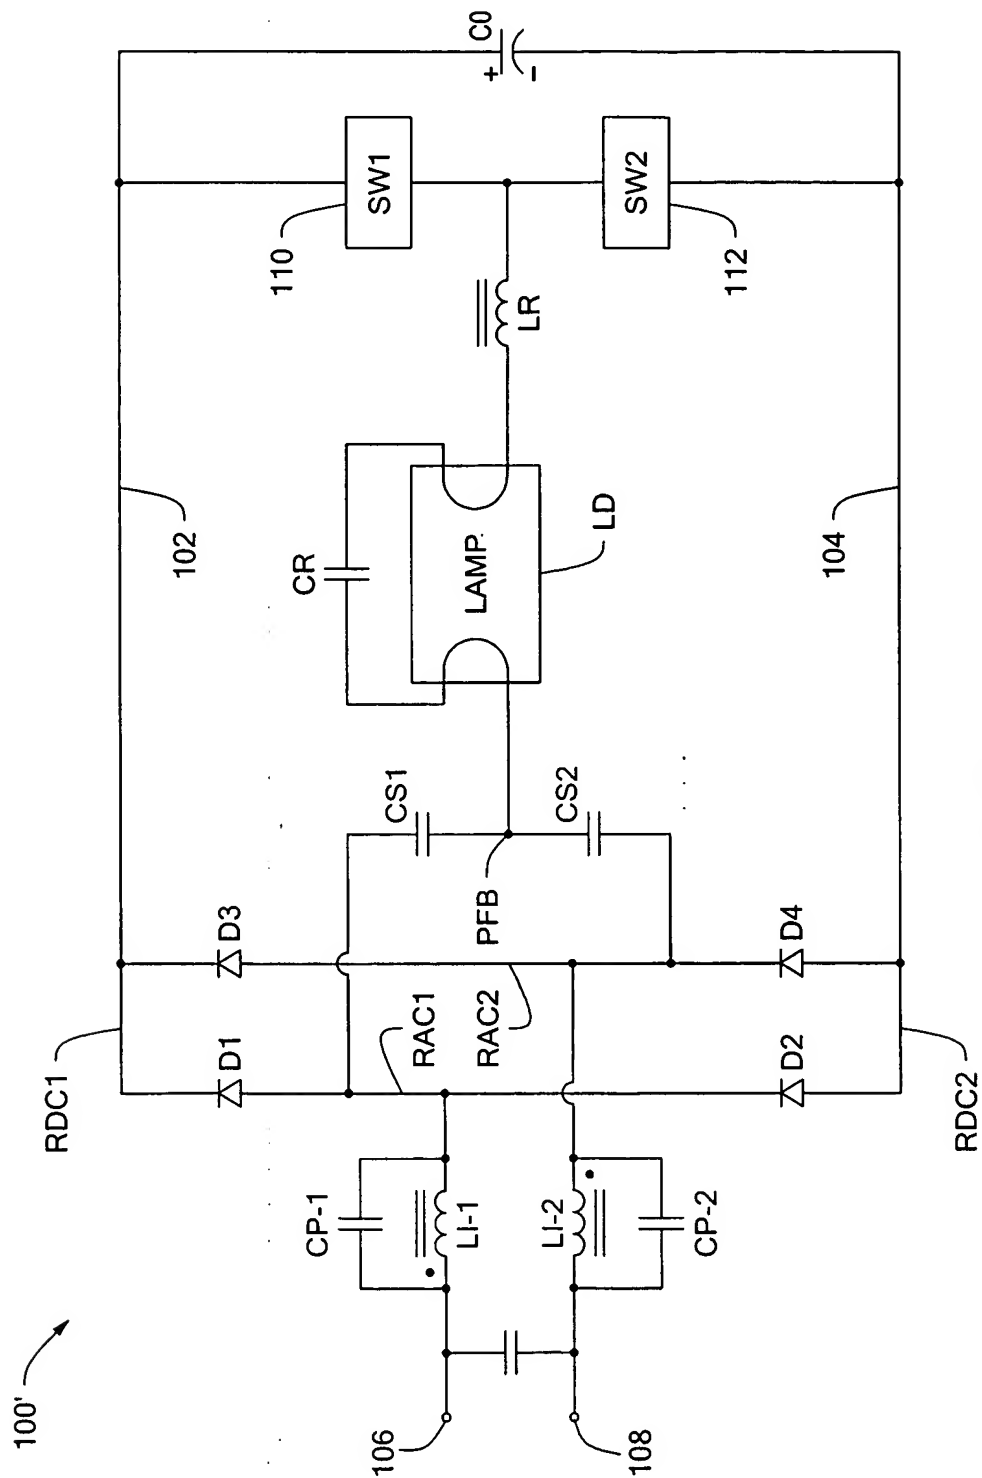 100'
106
108
CP-1
LI-1
LI-2
CP-2
RDC1
D1
D3
RAC1
RAC2
D2
D4
RDC2
PFB
CS1
CS2
CR
LAMP
LD
LR
102
104
110
SW1
SW2
112
C0
+
-